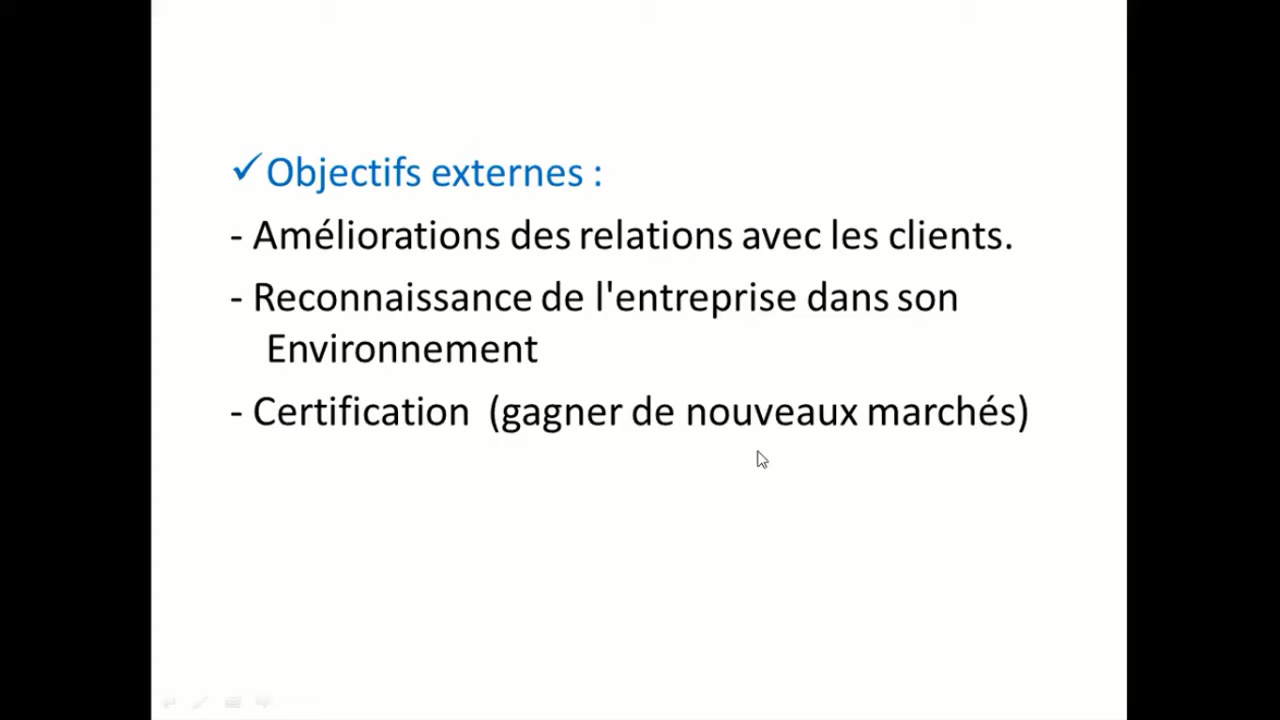 ✓Objectifs externes :
- Améliorations des relations avec les clients.
- Reconnaissance de l'entreprise dans son
Environnement
- Certification  (gagner de nouveaux marchés)